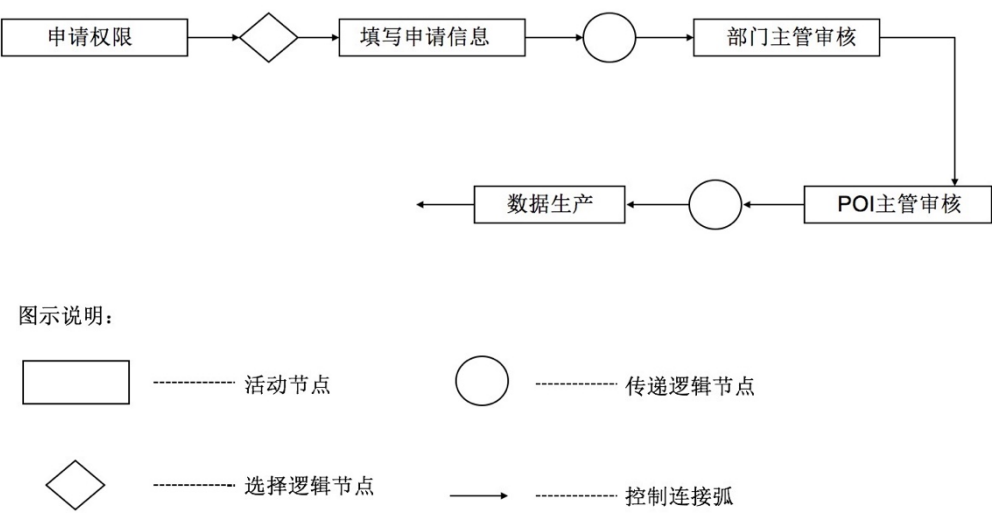 申请权限
填写申请信息
部门主管审核
POI主管审核
数据生产
图示说明：
活动节点
传递逻辑节点
选择逻辑节点
控制连接弧